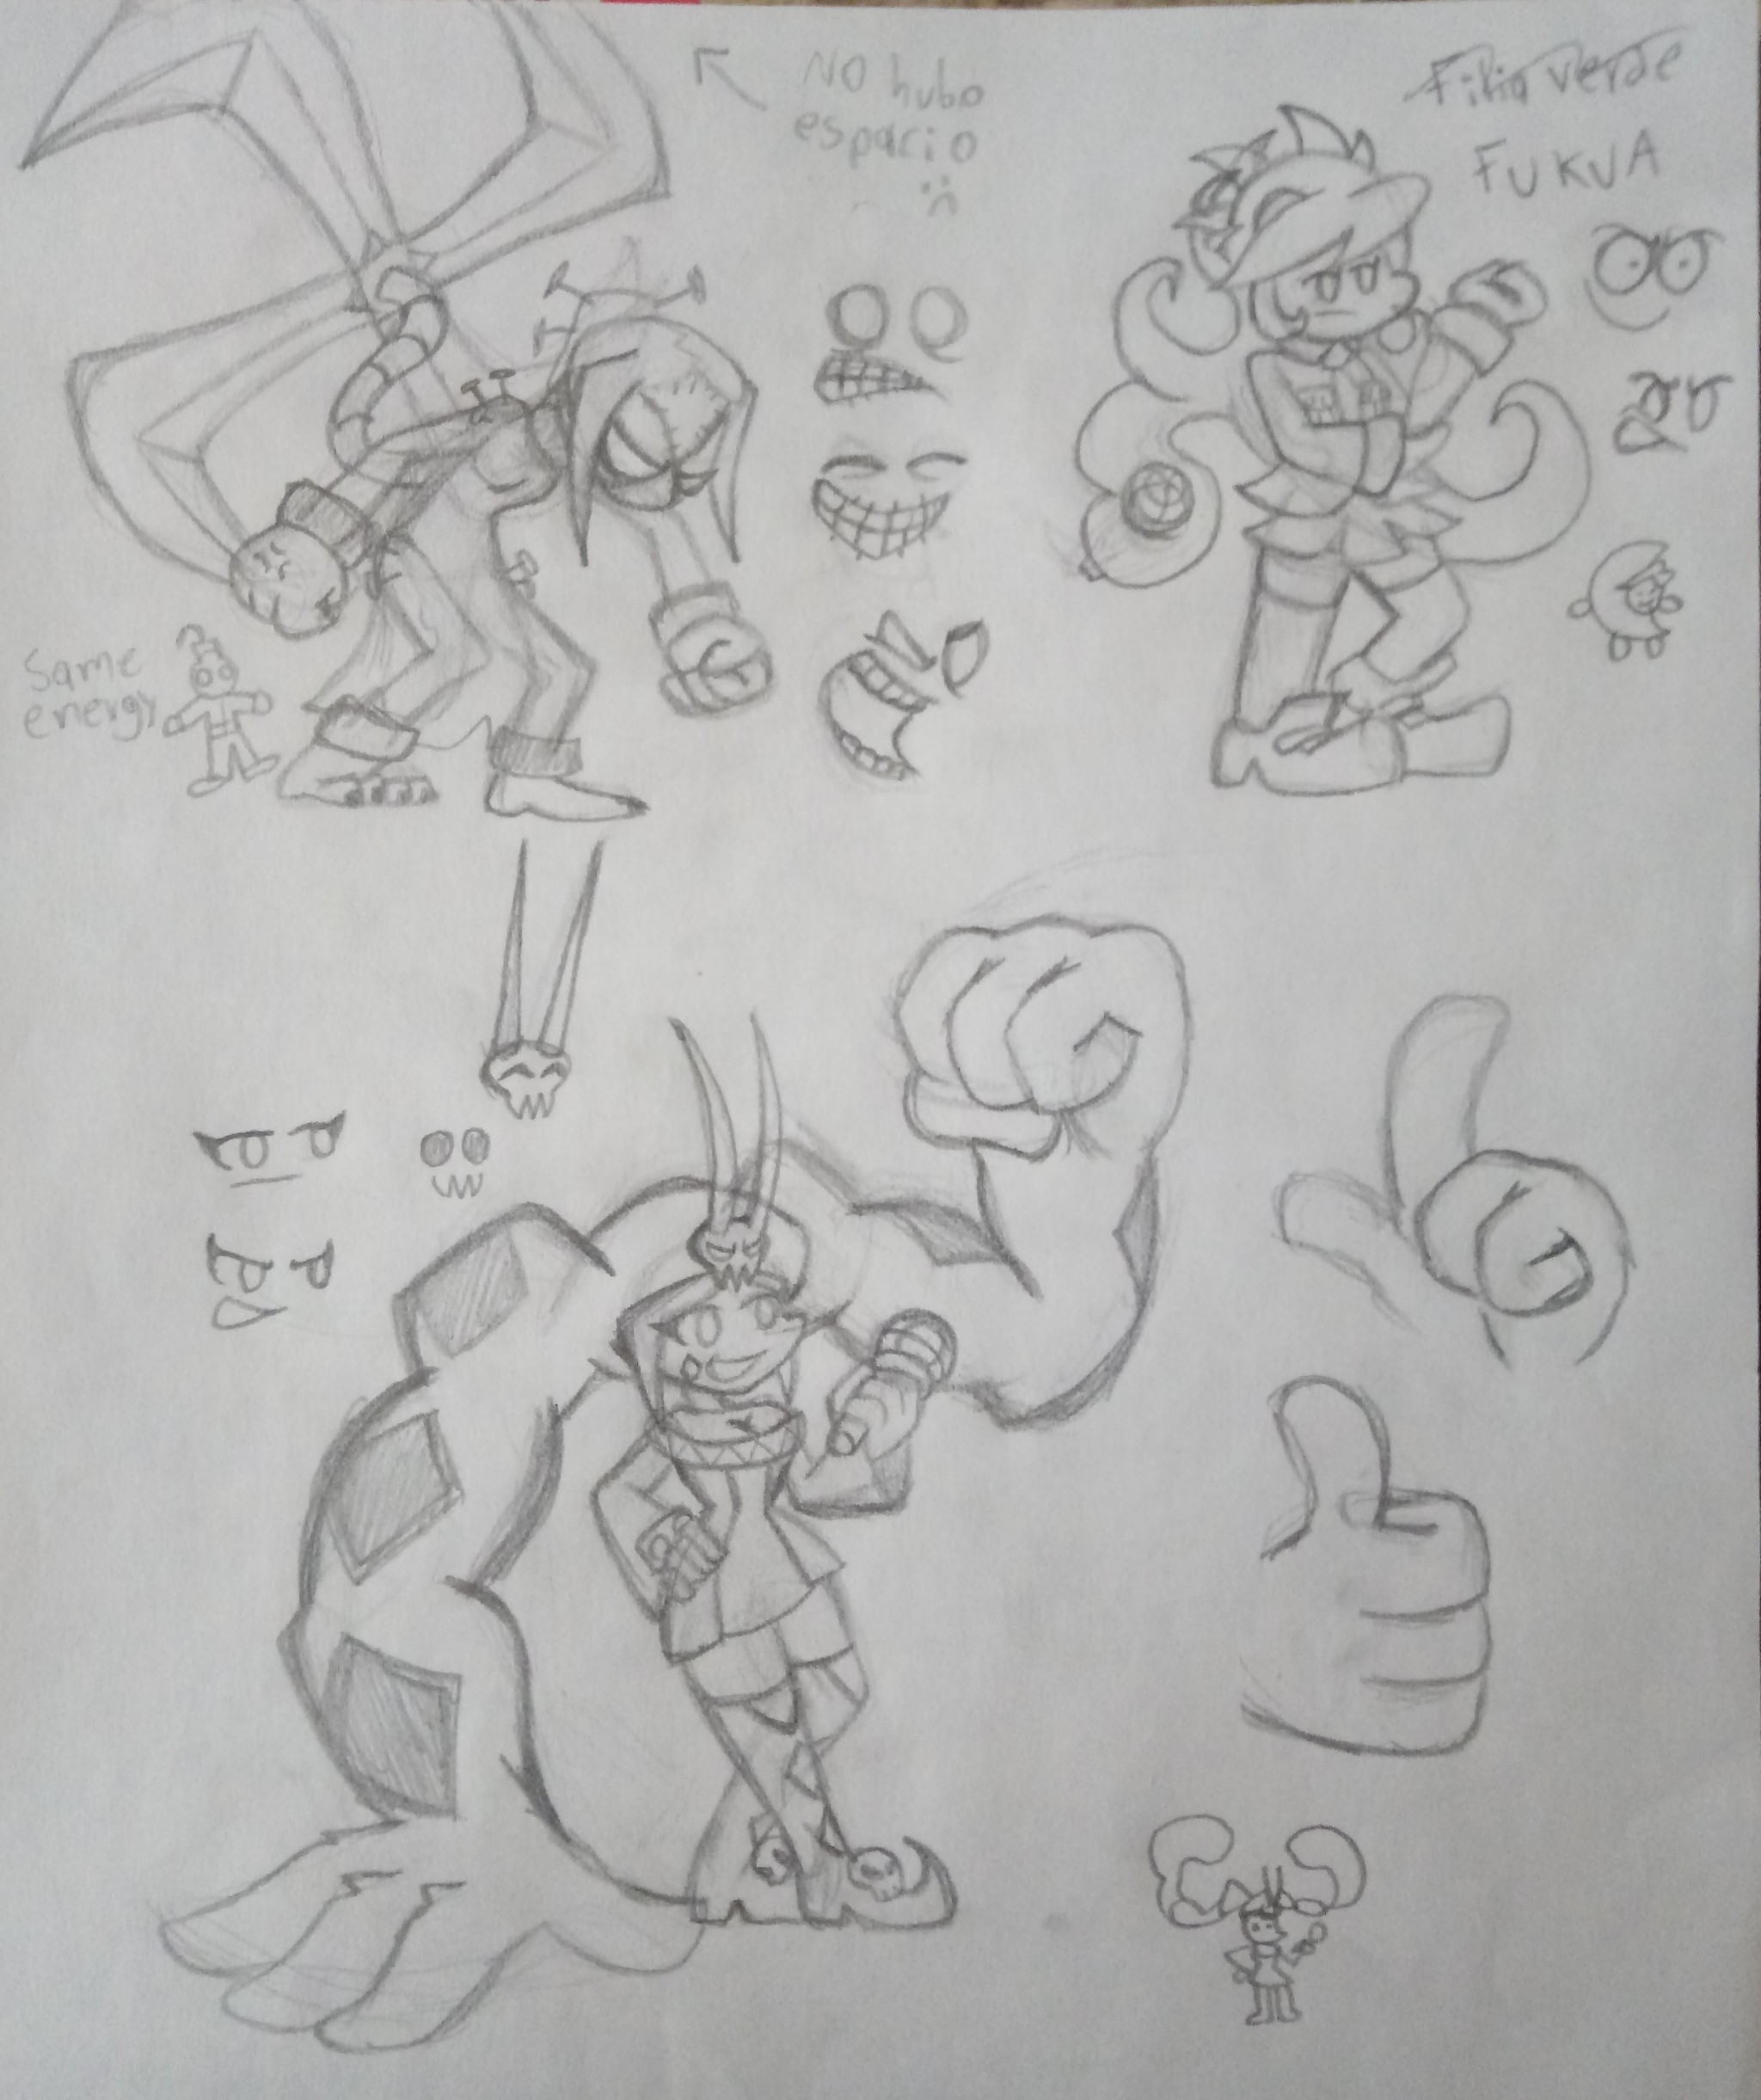 No hubo
espacio
:(
Filia verde
FUKUA
Same
energy